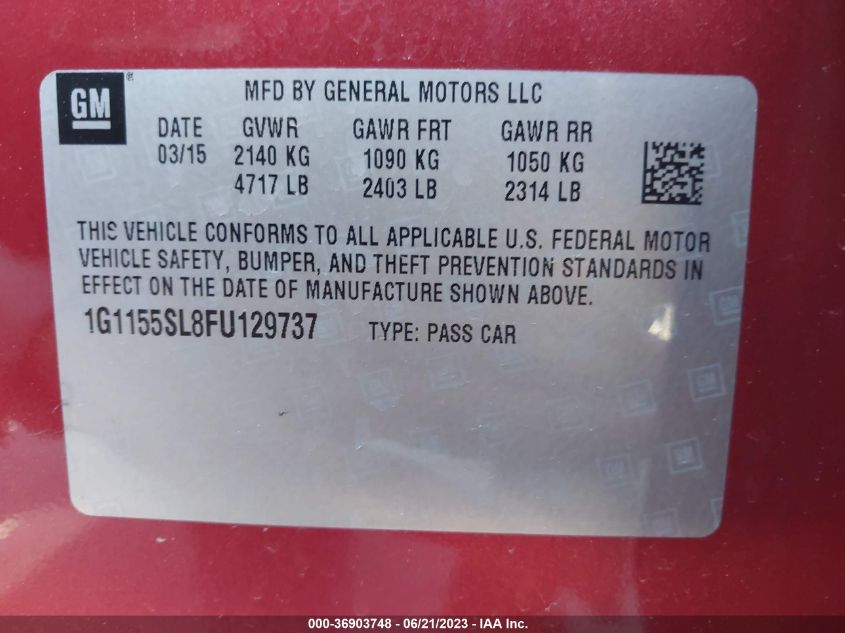 GM®
MFD BY GENERAL MOTORS LLC
DATE GVWR GAWR FRT GAWR RR
03/15 2140 KG 1090 KG 1050 KG
4717 LB 2403 LB 2314 LB
THIS VEHICLE CONFORMS TO ALL APPLICABLE U.S. FEDERAL MOTOR
VEHICLE SAFETY, BUMPER, AND THEFT PREVENTION STANDARDS IN
EFFECT ON THE DATE OF MANUFACTURE SHOWN ABOVE.
1G1155SL8FU129737 TYPE: PASS CAR
000-36903748 - 06/21/2023 - IAA Inc.